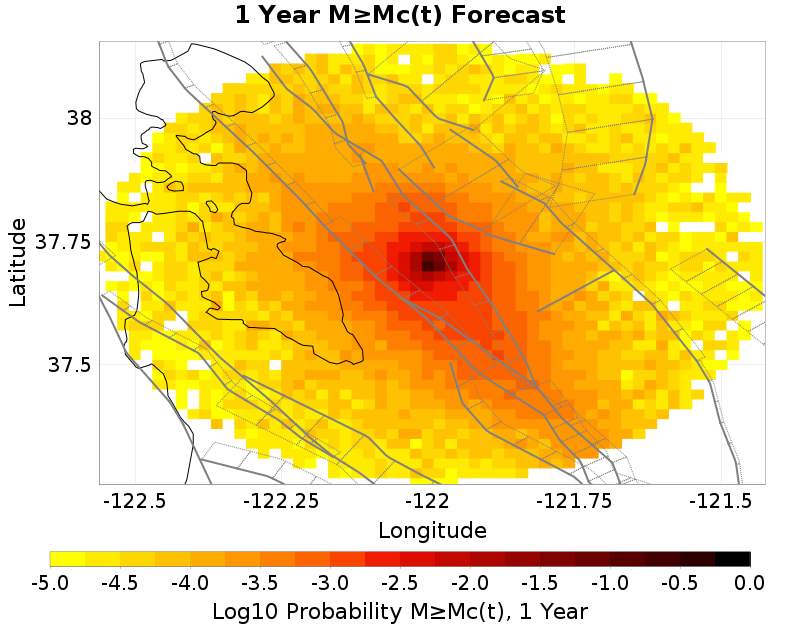 1 Year M≥Mc(t) Forecast
38
37.75
37.5
Latitude
-122.5 -122.25 -122 -121.75 -121.5
Longitude
-5.0 -4.5 -4.0 -3.5 -3.0 -2.5 -2.0 -1.5 -1.0 -0.5 0.0
Log10 Probability M≥Mc(t), 1 Year